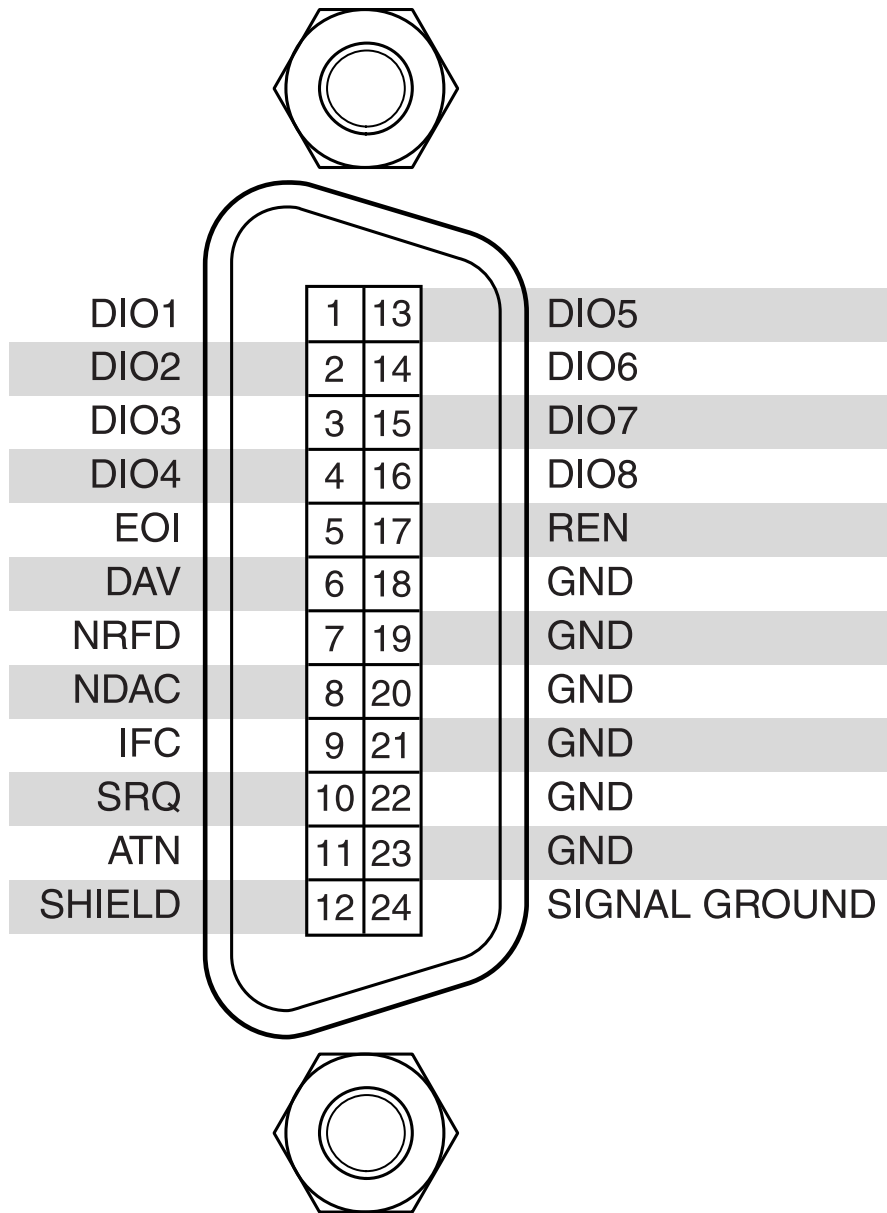 DIO1 1 13 DIO5
DIO2 2 14 DIO6
DIO3 3 15 DIO7
DIO4 4 16 DIO8
EOI 5 17 REN
DAV 6 18 GND
NRFD 7 19 GND
NDAC 8 20 GND
IFC 9 21 GND
SRQ 10 22 GND
ATN 11 23 GND
SHIELD 12 24 SIGNAL GROUND